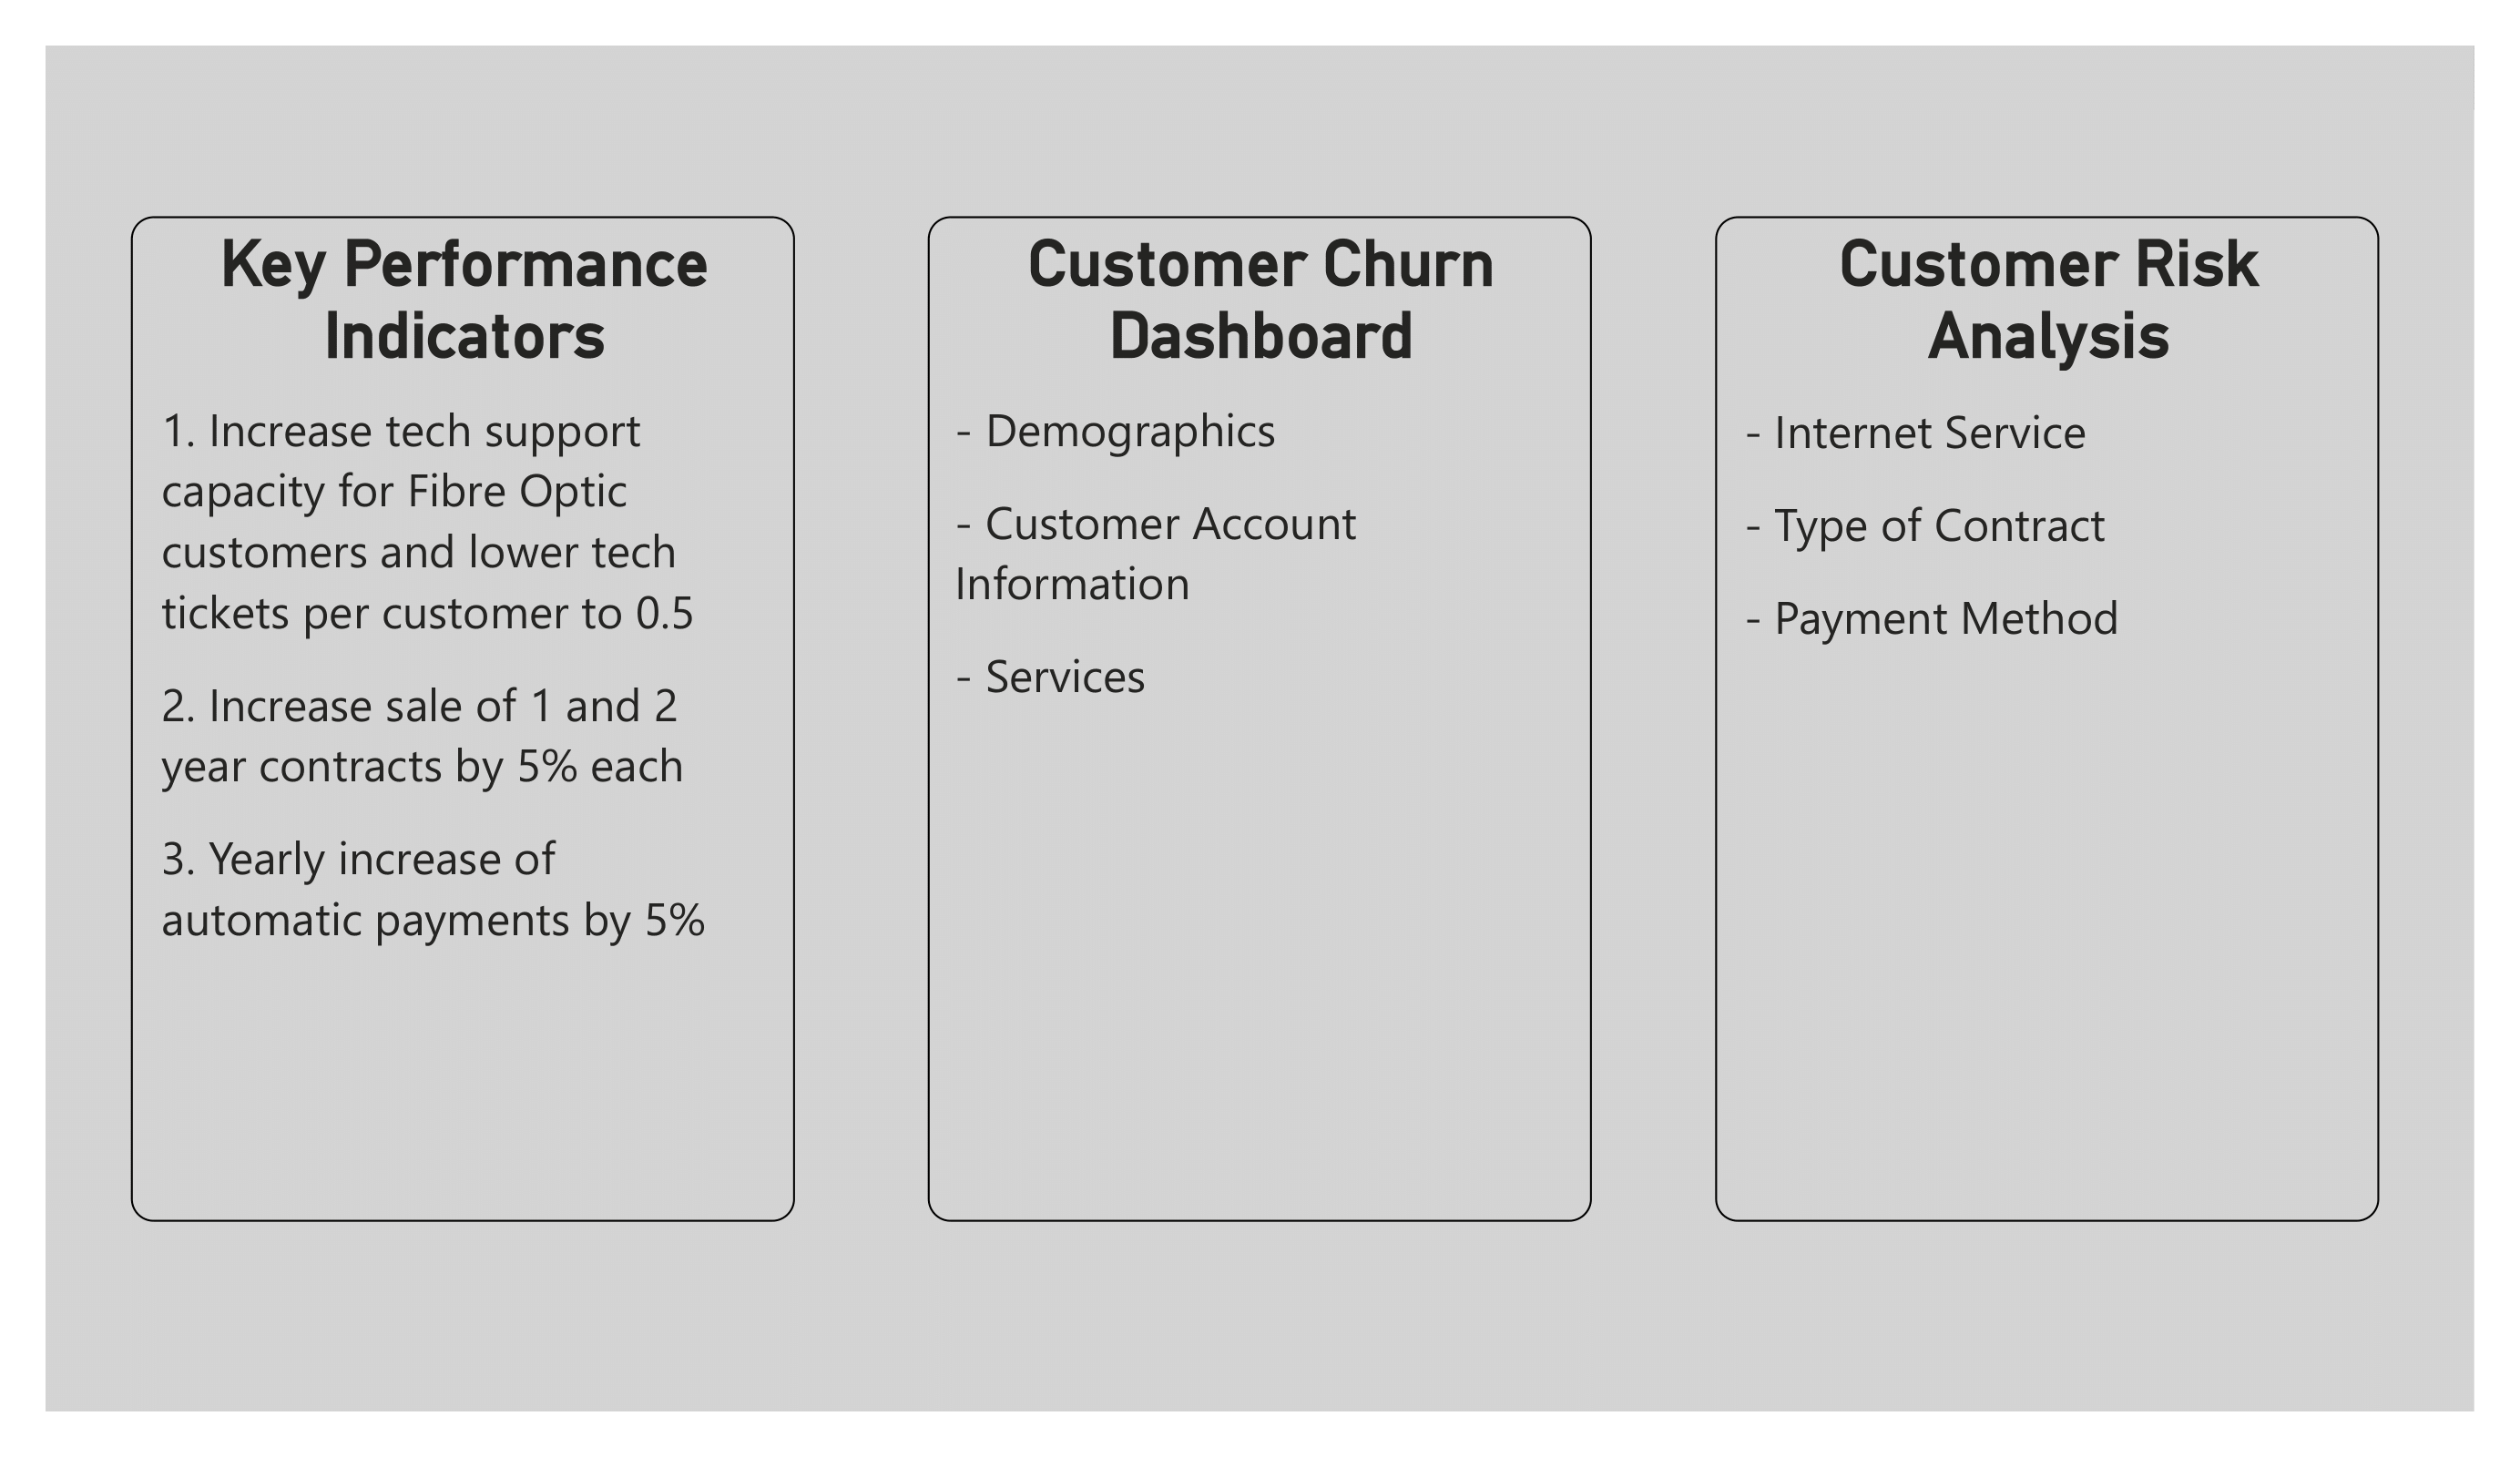 Key Performance
Indicators
1. Increase tech support
capacity for Fibre Optic
customers and lower tech
tickets per customer to 0.5
2. Increase sale of 1 and 2
year contracts by 5% each
3. Yearly increase of
automatic payments by 5%
Customer Churn
Dashboard
- Demographics
- Customer Account
Information
- Services
Customer Risk
Analysis
- Internet Service
- Type of Contract
- Payment Method